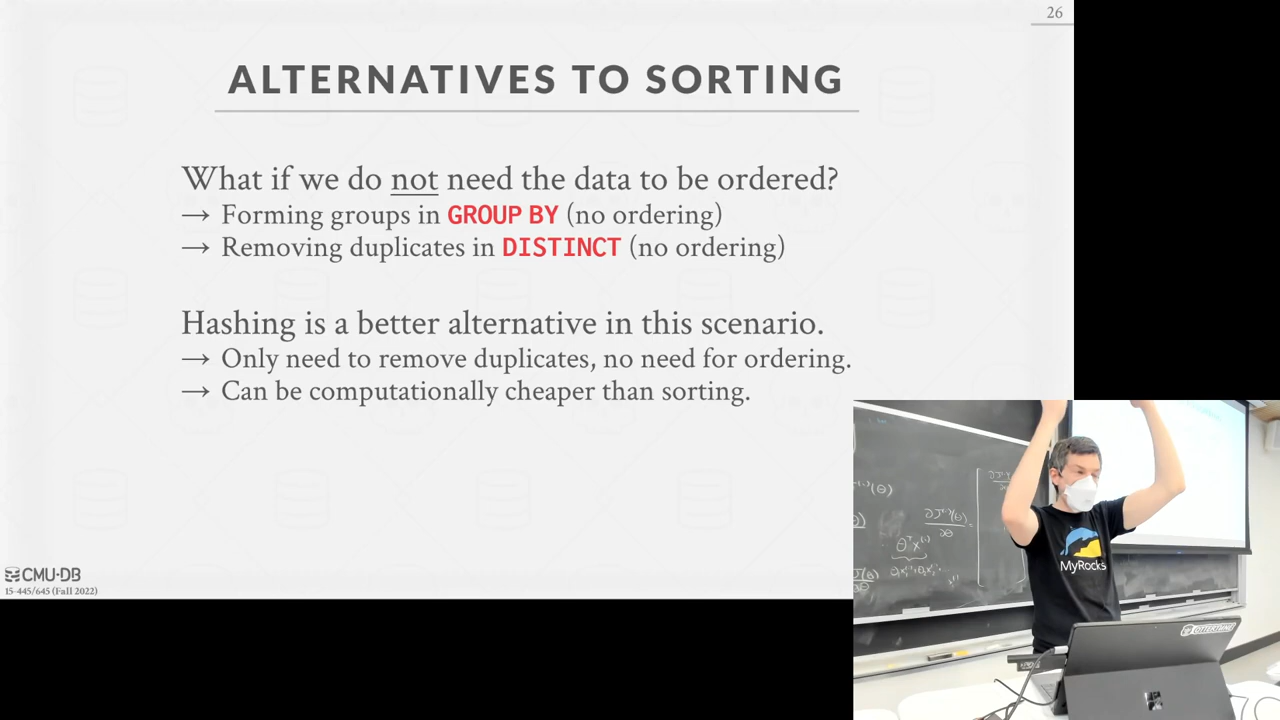 26
ALTERNATIVES TO SORTING
What if we do not need the data to be ordered?
→ Forming groups in GROUP BY (no ordering)
→ Removing duplicates in DISTINCT (no ordering)
Hashing is a better alternative in this scenario.
→ Only need to remove duplicates, no need for ordering.
→ Can be computationally cheaper than sorting.
CMU·DB
15-445/645 (Fall 2022)
MyRocks